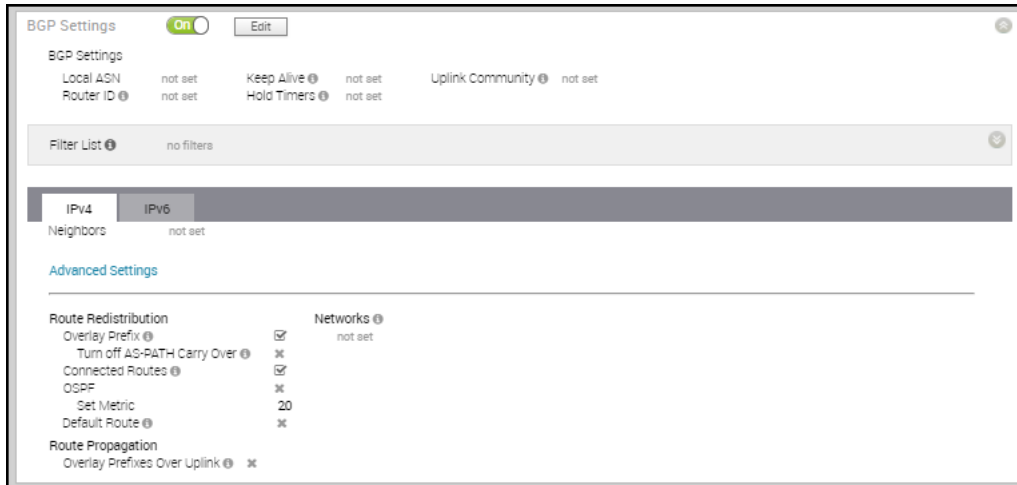 BGP Settings On Edit
BGP Settings
Local ASN not set Keep Alive not set Uplink Community not set
Router ID not set Hold Timers not set
Filter List no filters
IPv4 IPv6
Neighbors not set
Advanced Settings
Route Redistribution Networks
Overlay Prefix not set
Turn off AS-PATH Carry Over
Connected Routes
OSPF
Set Metric 20
Default Route
Route Propagation
Overlay Prefixes Over Uplink